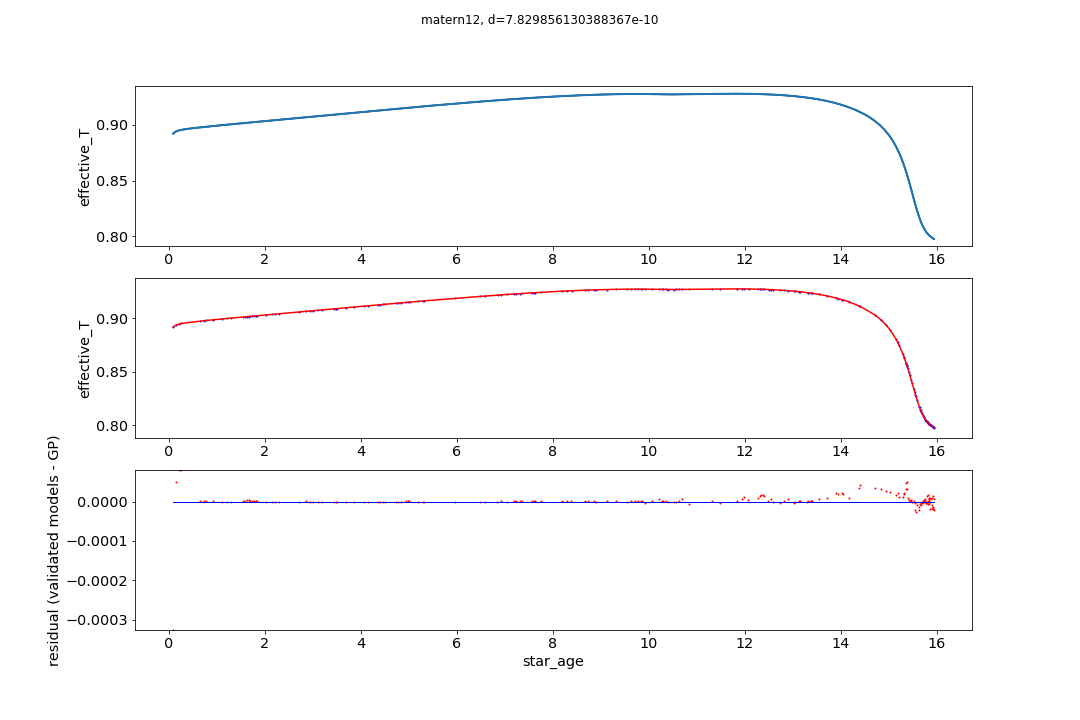 matern12, d=7.829856130388367e-10
effective_T
0.90
0.85
0.80
0 2 4 6 8 10 12 14 16
effective_T
0.90
0.85
0.80
0 2 4 6 8 10 12 14 16
residual (validated models - GP)
0.0000
−0.0001
−0.0002
−0.0003
0 2 4 6 8 10 12 14 16
star_age